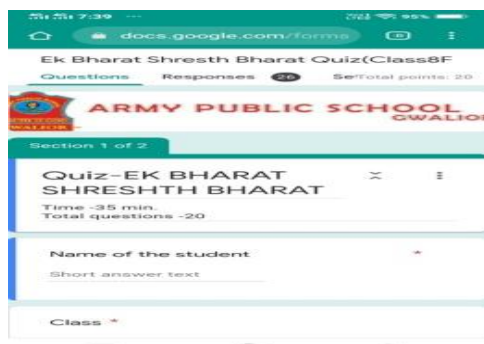 7:39
95%
docs.google.com/forms
Ek Bharat Shresth Bharat Quiz(Class8F
Questions Responses 26 Se Total points: 20
ARMY PUBLIC SCHOOL
GWALIOR
Section 1 of 2
Quiz-EK BHARAT
SHRESHTH BHARAT
Time -35 min.
Total questions -20
Name of the student *
Short answer text
Class *